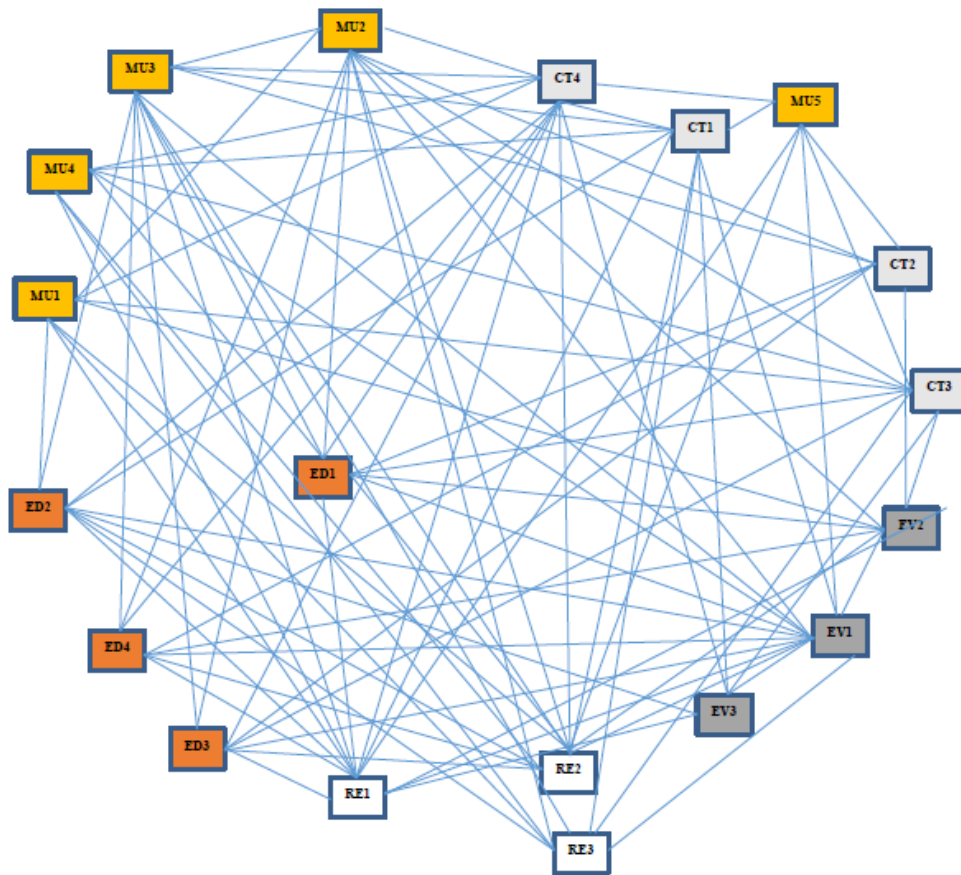 MU2
MU3
CT4
MU5
CT1
MU4
CT2
MU1
CT3
ED1
ED2
EV2
EV1
ED4
EV3
ED3
RE2
RE1
RE3